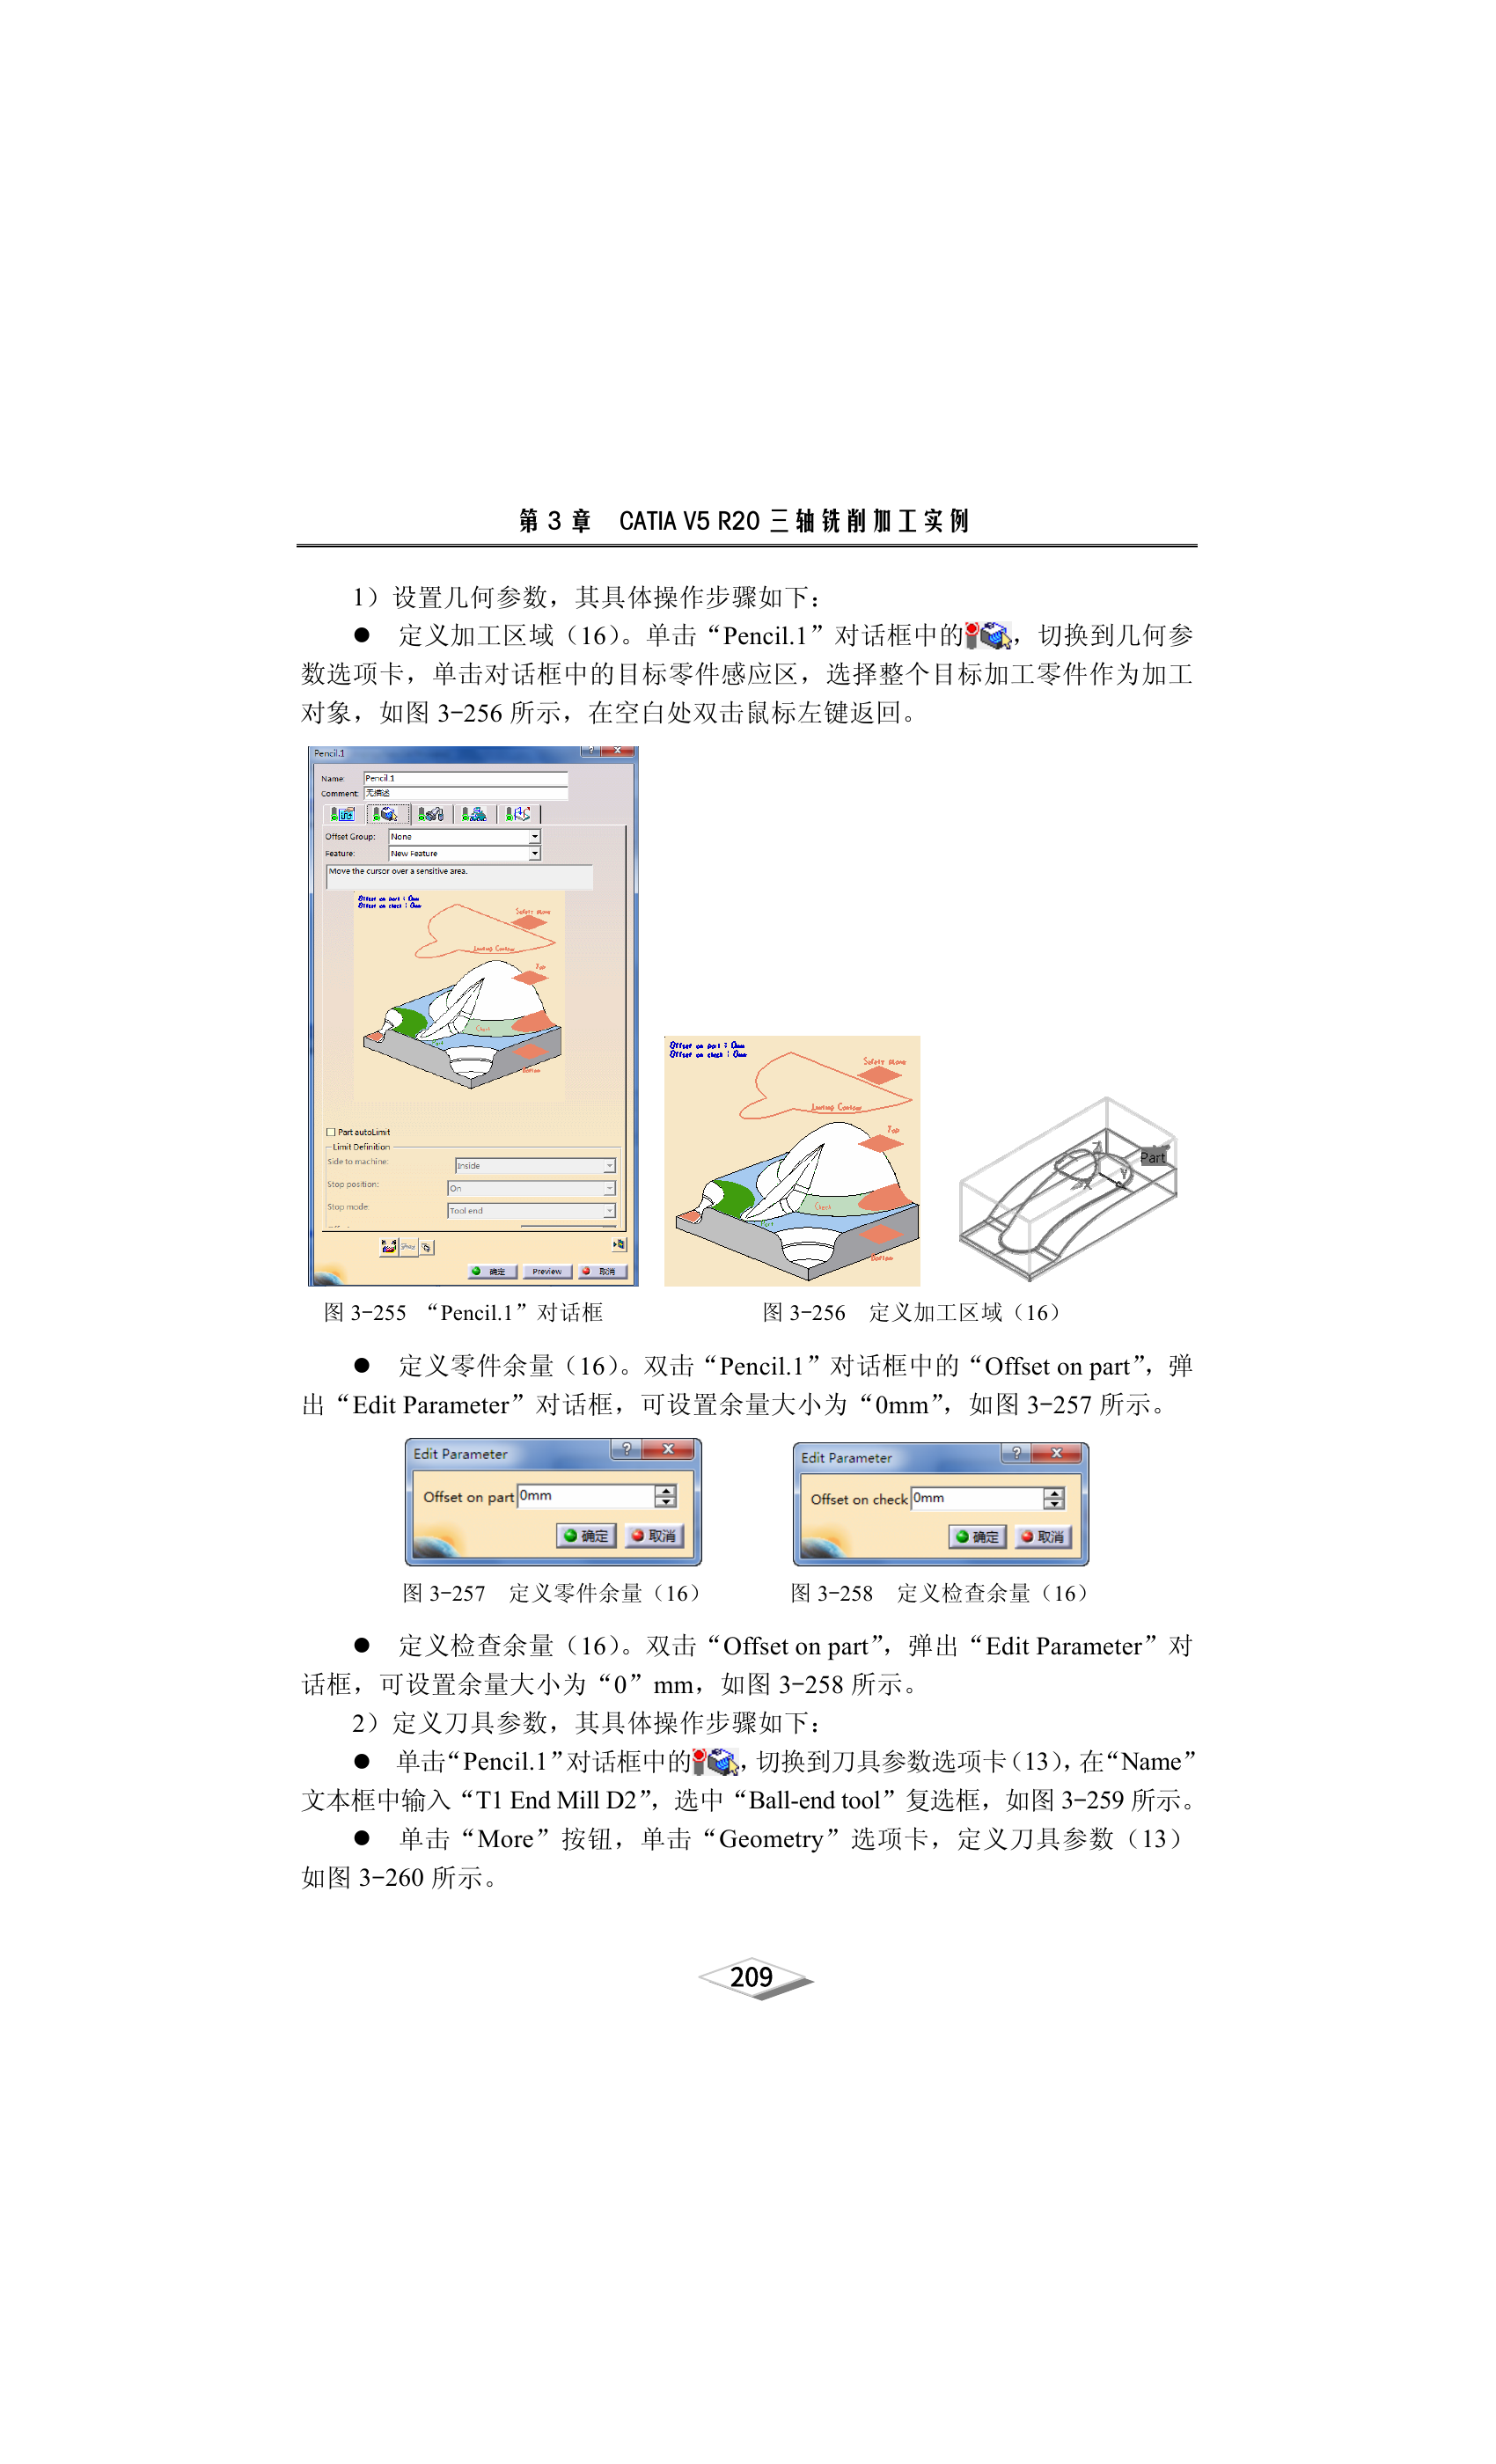 第 3 章 CATIA V5 R20 三轴铣削加工实例
1）设置几何参数，其具体操作步骤如下：
● 定义加工区域（16）。单击“Pencil.1”对话框中的，切换到几何参
数选项卡，单击对话框中的目标零件感应区，选择整个目标加工零件作为加工
对象，如图 3-256 所示，在空白处双击鼠标左键返回。
Pencil.1
Name: Pencil.1
Comment: 无描述
Offset Group: None
Feature: New Feature
Move the cursor over a sensitive area.
Offset on part : 0mm
Offset on check : 0mm
Safety plane
Limiting Contour
Top
Check
Part
Bottom
Part autoLimit
Limit Definition
Side to machine: Inside
Stop position: On
Stop mode: Tool end
确定 Preview 取消
Offset on part : 0mm
Offset on check : 0mm
Safety plane
Limiting Contour
Top
Check
Part
Bottom
Part
图 3-255 “Pencil.1”对话框
图 3-256 定义加工区域（16）
● 定义零件余量（16）。双击“Pencil.1”对话框中的“Offset on part”，弹
出“Edit Parameter”对话框，可设置余量大小为“0mm”，如图 3-257 所示。
Edit Parameter
Offset on part 0mm
确定 取消
Edit Parameter
Offset on check 0mm
确定 取消
图 3-257 定义零件余量（16）
图 3-258 定义检查余量（16）
● 定义检查余量（16）。双击“Offset on part”，弹出“Edit Parameter”对
话框，可设置余量大小为“0”mm，如图 3-258 所示。
2）定义刀具参数，其具体操作步骤如下：
● 单击“Pencil.1”对话框中的，切换到刀具参数选项卡（13），在“Name”
文本框中输入“T1 End Mill D2”，选中“Ball-end tool”复选框，如图 3-259 所示。
● 单击“More”按钮，单击“Geometry”选项卡，定义刀具参数（13）
如图 3-260 所示。
209